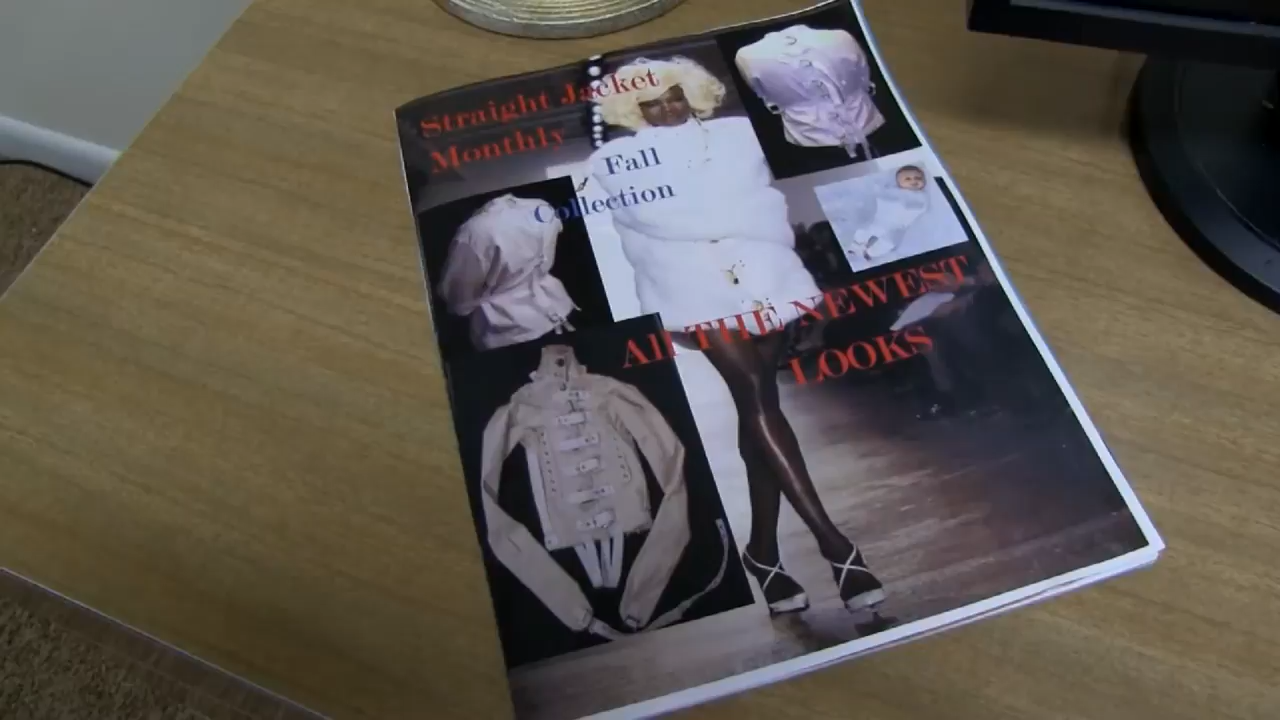 Straight Jacket
Monthly
Fall
Collection
All THE NEWEST
LOOKS